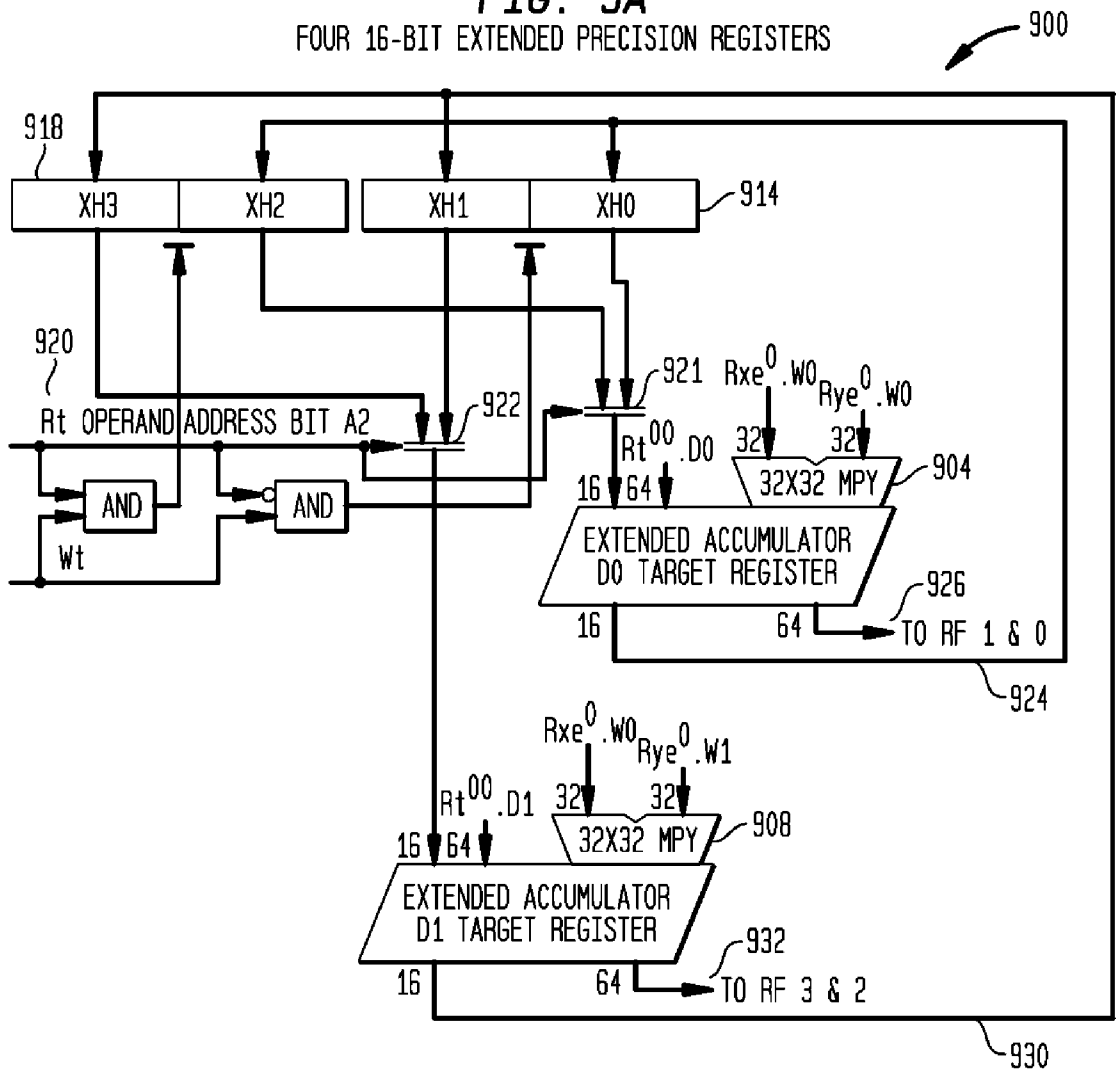 FOUR 16-BIT EXTENDED PRECISION REGISTERS
900
918
XH3 XH2 XH1 XH0
914
920
Rt OPERAND ADDRESS BIT A2
922
921
AND
AND
Wt
Rxe⁰.W0
Rye⁰.W0
32 32
32X32 MPY
904
Rt⁰⁰.D0
16 64
EXTENDED ACCUMULATOR
D0 TARGET REGISTER
16 64
926
TO RF 1 & 0
924
Rxe⁰.W0
Rye⁰.W1
32 32
32X32 MPY
908
Rt⁰⁰.D1
16 64
EXTENDED ACCUMULATOR
D1 TARGET REGISTER
16 64
932
TO RF 3 & 2
930